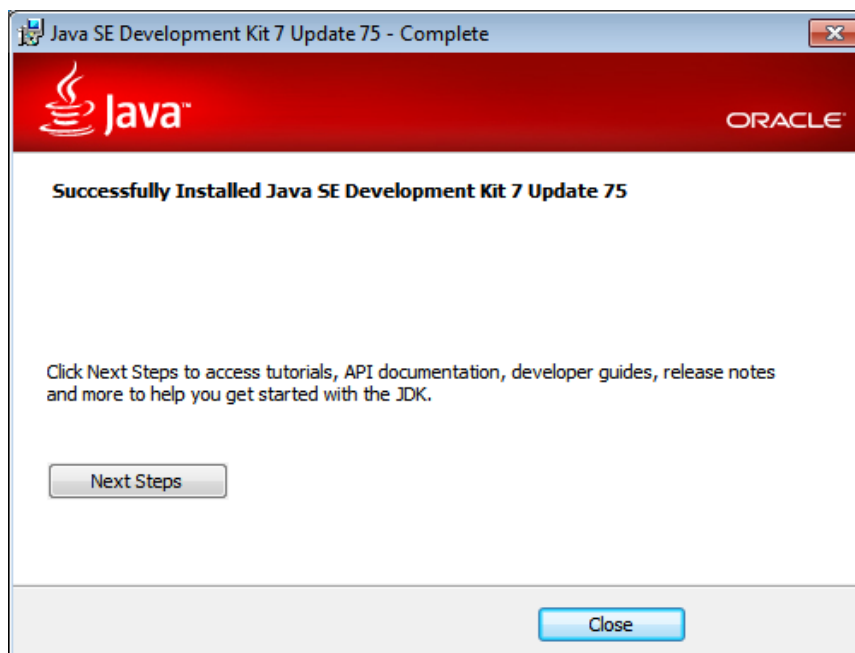 Java SE Development Kit 7 Update 75 - Complete
Java™
ORACLE®
Successfully Installed Java SE Development Kit 7 Update 75
Click Next Steps to access tutorials, API documentation, developer guides, release notes
and more to help you get started with the JDK.
Next Steps
Close